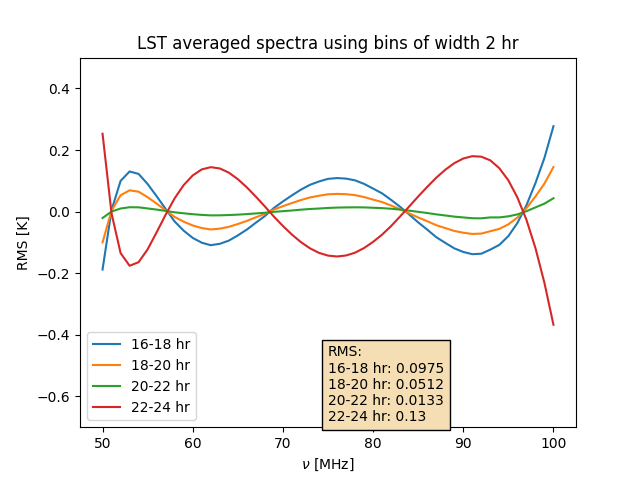 LST averaged spectra using bins of width 2 hr
RMS [K]
0.4
0.2
0.0
−0.2
−0.4
−0.6
16-18 hr
18-20 hr
20-22 hr
22-24 hr
RMS:
16-18 hr: 0.0975
18-20 hr: 0.0512
20-22 hr: 0.0133
22-24 hr: 0.13
50 60 70 80 90 100
ν [MHz]